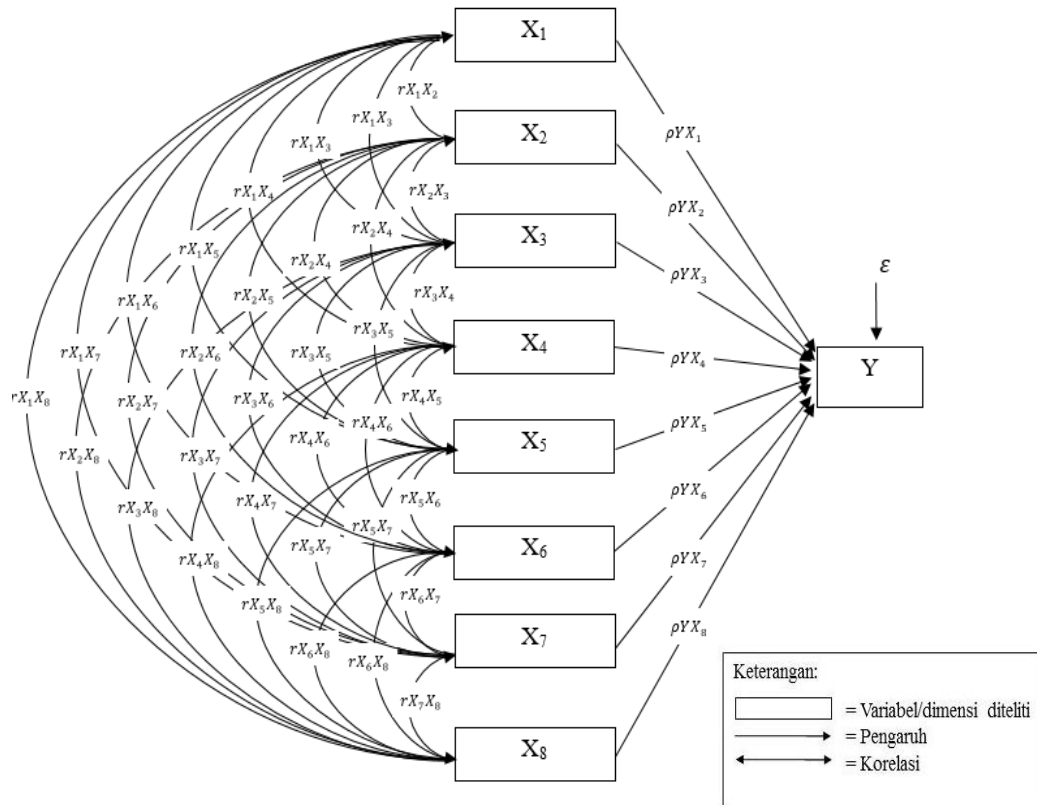 X₁
X₂
X₃
X₄
X₅
X₆
X₇
X₈
rX₁X₂
rX₁X₃
rX₁X₃
rX₁X₄
rX₂X₃
rX₂X₄
rX₁X₅
rX₂X₄
rX₁X₆
rX₂X₅
rX₃X₄
rX₃X₅
rX₁X₇
rX₂X₆
rX₃X₅
rX₁X₈
rX₂X₇
rX₃X₆
rX₄X₅
rX₄X₆
rX₄X₆
rX₂X₈
rX₃X₇
rX₄X₇
rX₅X₆
rX₃X₈
rX₅X₇
rX₅X₇
rX₄X₈
rX₅X₈
rX₆X₇
rX₆X₈
rX₆X₈
rX₇X₈
ρYX₁
ρYX₂
ρYX₃
ρYX₄
ρYX₅
ρYX₆
ρYX₇
ρYX₈
ε
Y
Keterangan:
= Variabel/dimensi diteliti
= Pengaruh
= Korelasi